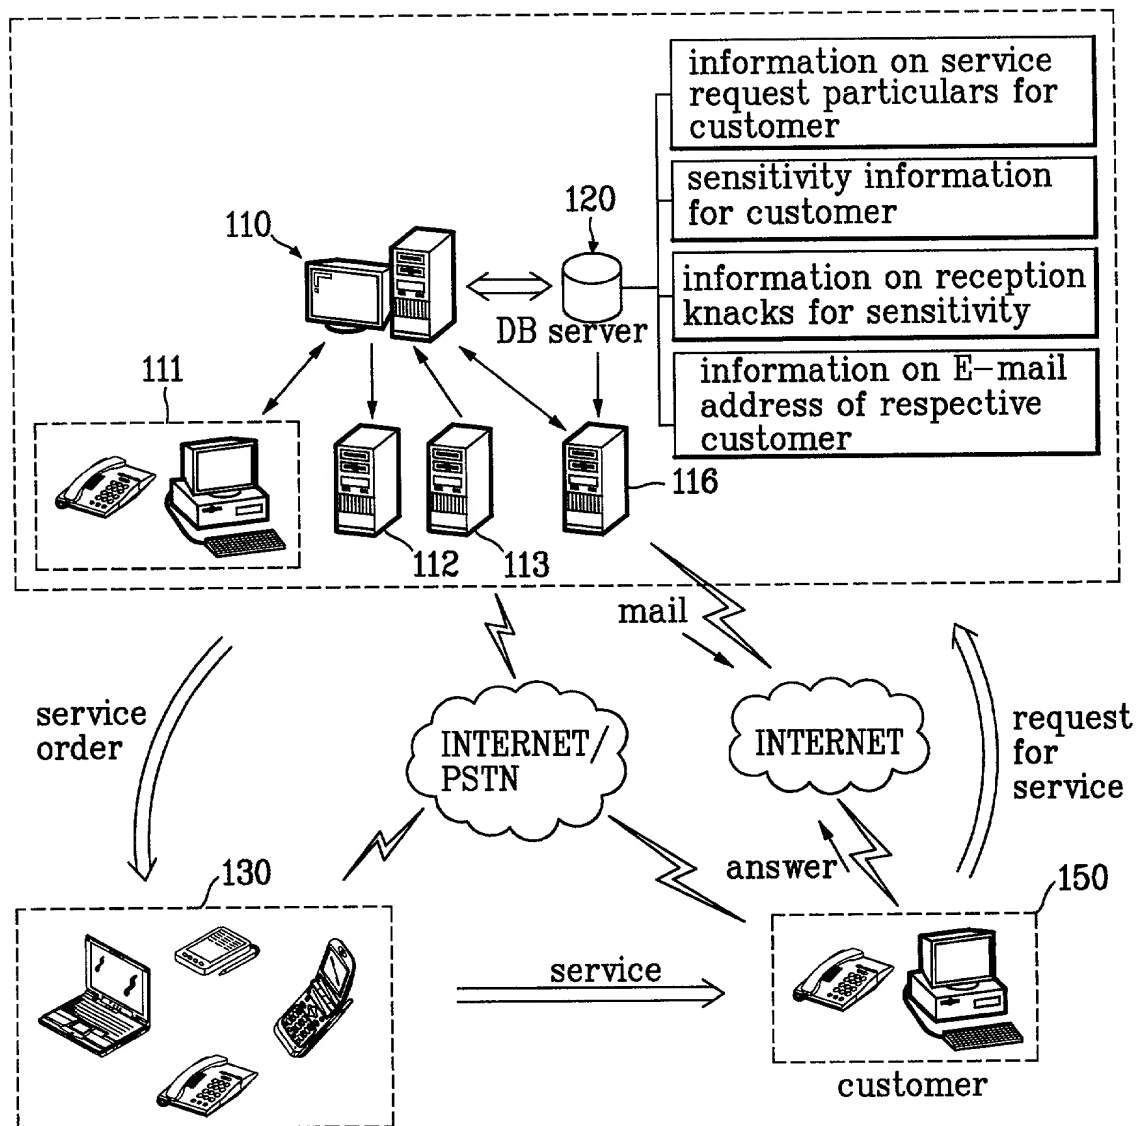 information on service
request particulars for
customer
sensitivity information
for customer
120
110
information on reception
knacks for sensitivity
DB server
111
information on E-mail
address of respective
customer
116
112
113
mail
service
order
INTERNET/
PSTN
INTERNET
request
for
service
answer
130
150
service
customer